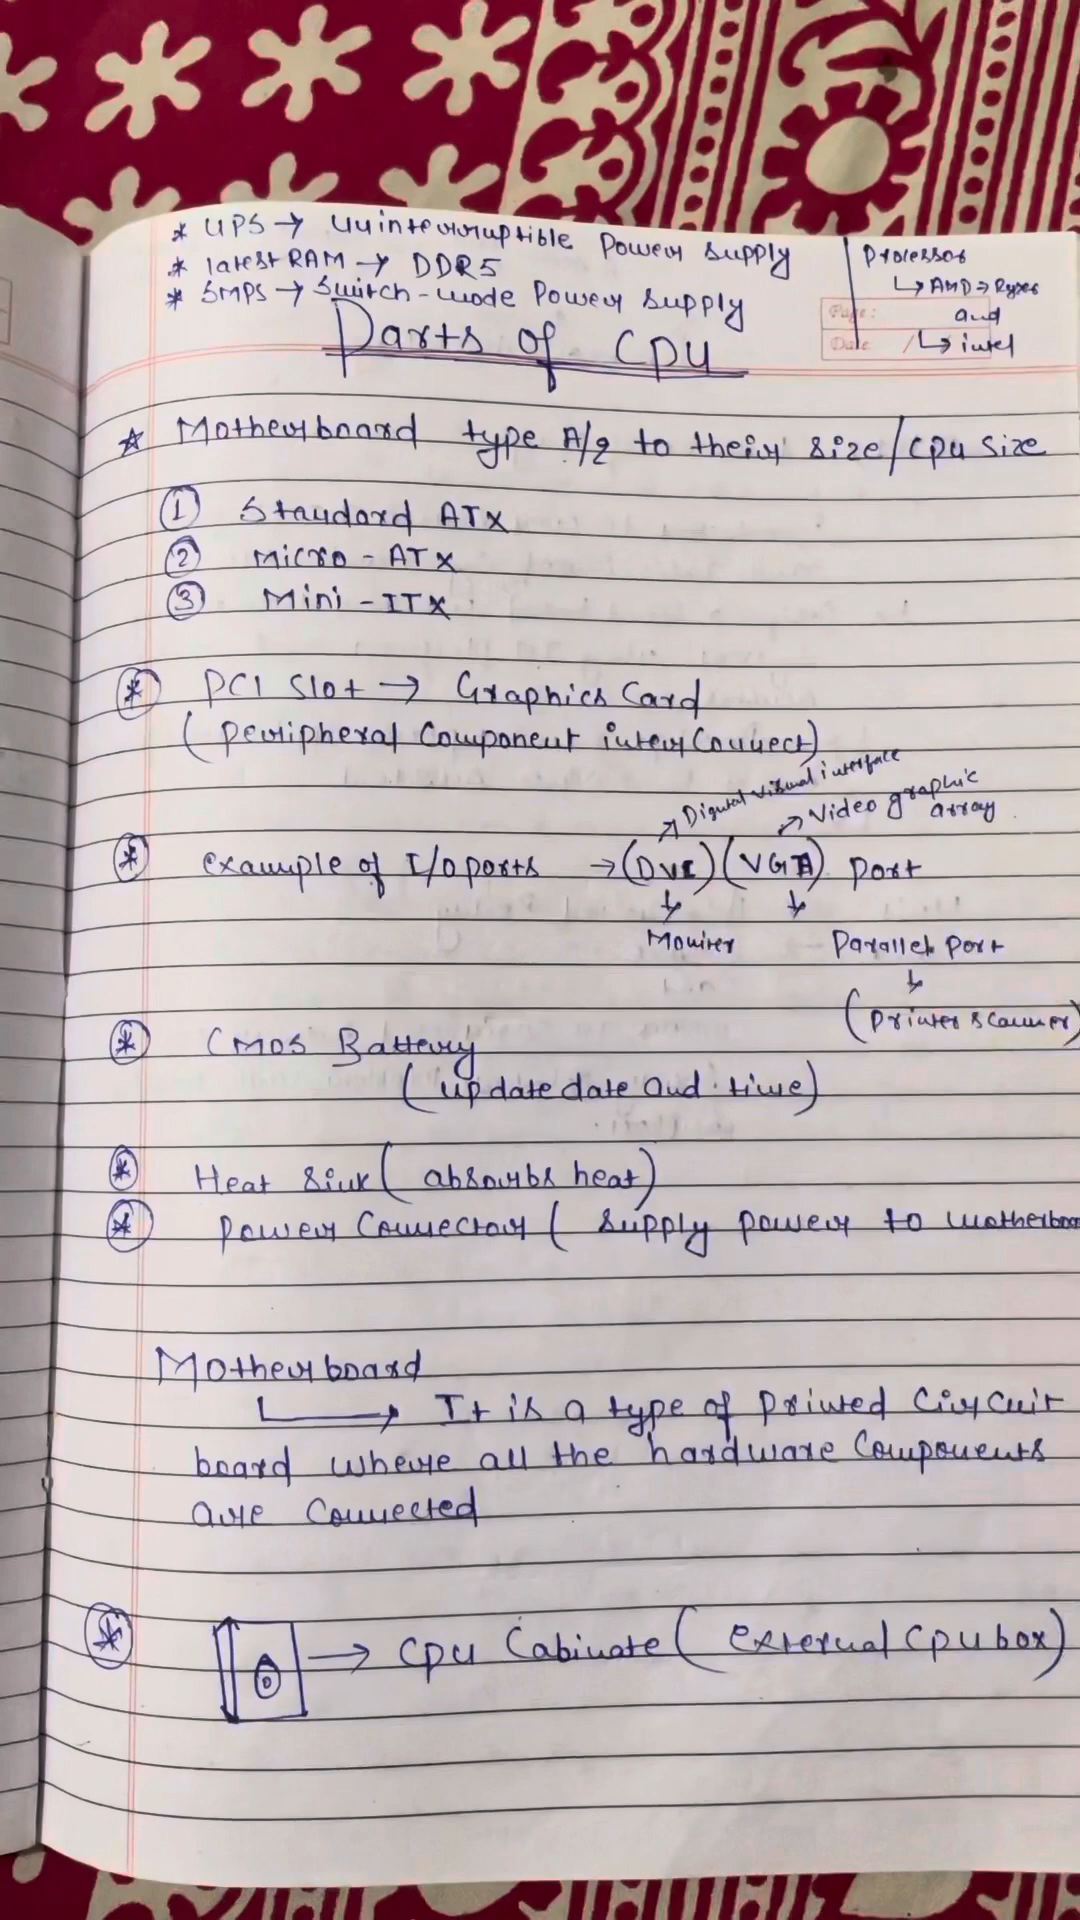 * UPS → Uninterruptible Power Supply
* latest RAM → DDR5
* SMPS → Switch-mode Power Supply
Processor
↳ AMD → Ryzen
and
↳ intel
Page:
Date
Parts of CPU
☆ Motherboard type A/g to their size/CPU size
① Standard ATX
② Micro-ATX
③ Mini-ITX
* PCI Slot → Graphics Card
(Peripheral Component interConnect)
↗ Digital visual interface
↗ Video graphic
array
* example of I/O ports → (DVI) (VGA) port
↓ ↓
Moniter Parallel port
↓
(printer scanner)
* CMOS Battery
(update date and time)
* Heat Sink (absorbs heat)
* Power Connector (supply power to motherboa
Motherboard
↳ It is a type of Printed Circuit
board where all the hardware Components
are Connected
* → CPU Cabinate (external CPU box)